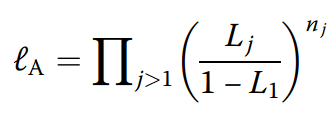 ℓ_A = ∏_{j>1} ( L_j / (1 − L_1) )^{n_j}